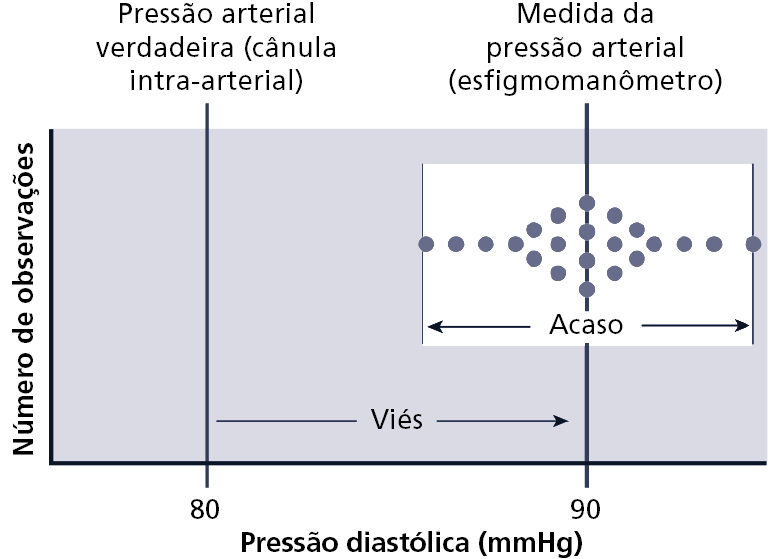 Pressão arterial
verdadeira (cânula
intra-arterial)
Medida da
pressão arterial
(esfigmomanômetro)
Número de observações
Acaso
Viés
80
90
Pressão diastólica (mmHg)